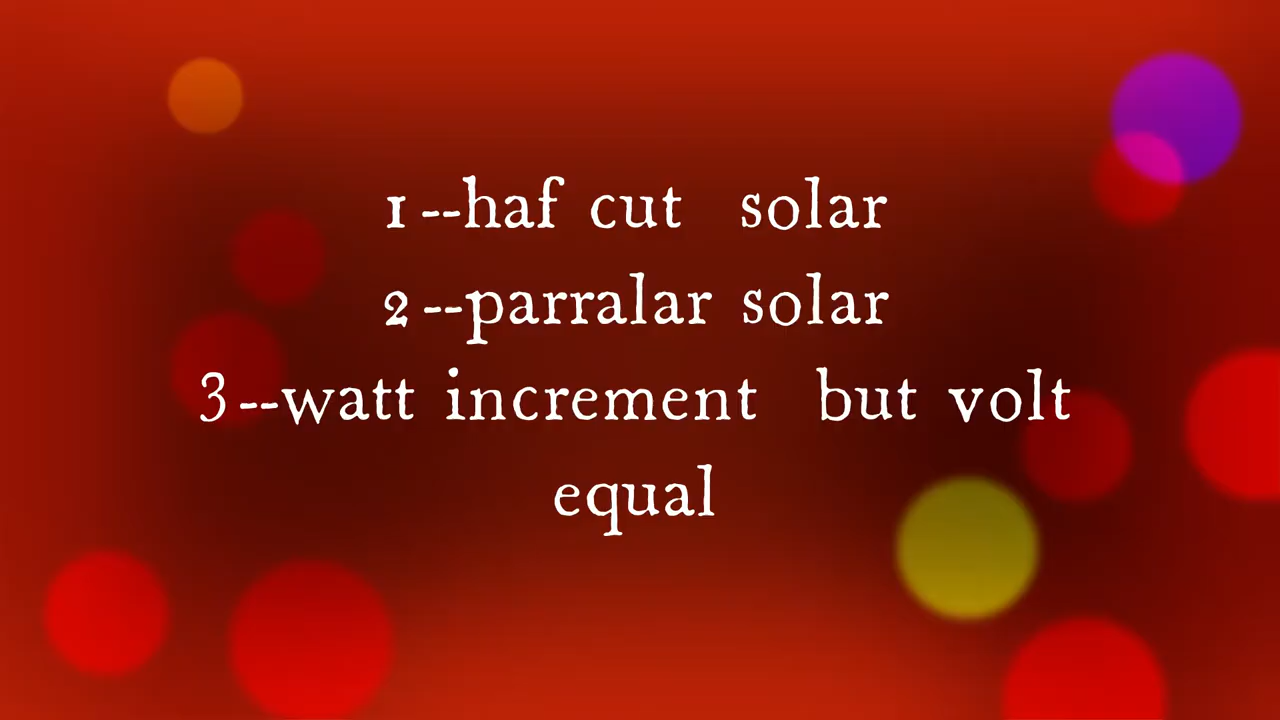 1--haf cut solar
2--parralar solar
3--watt increment but volt
equal